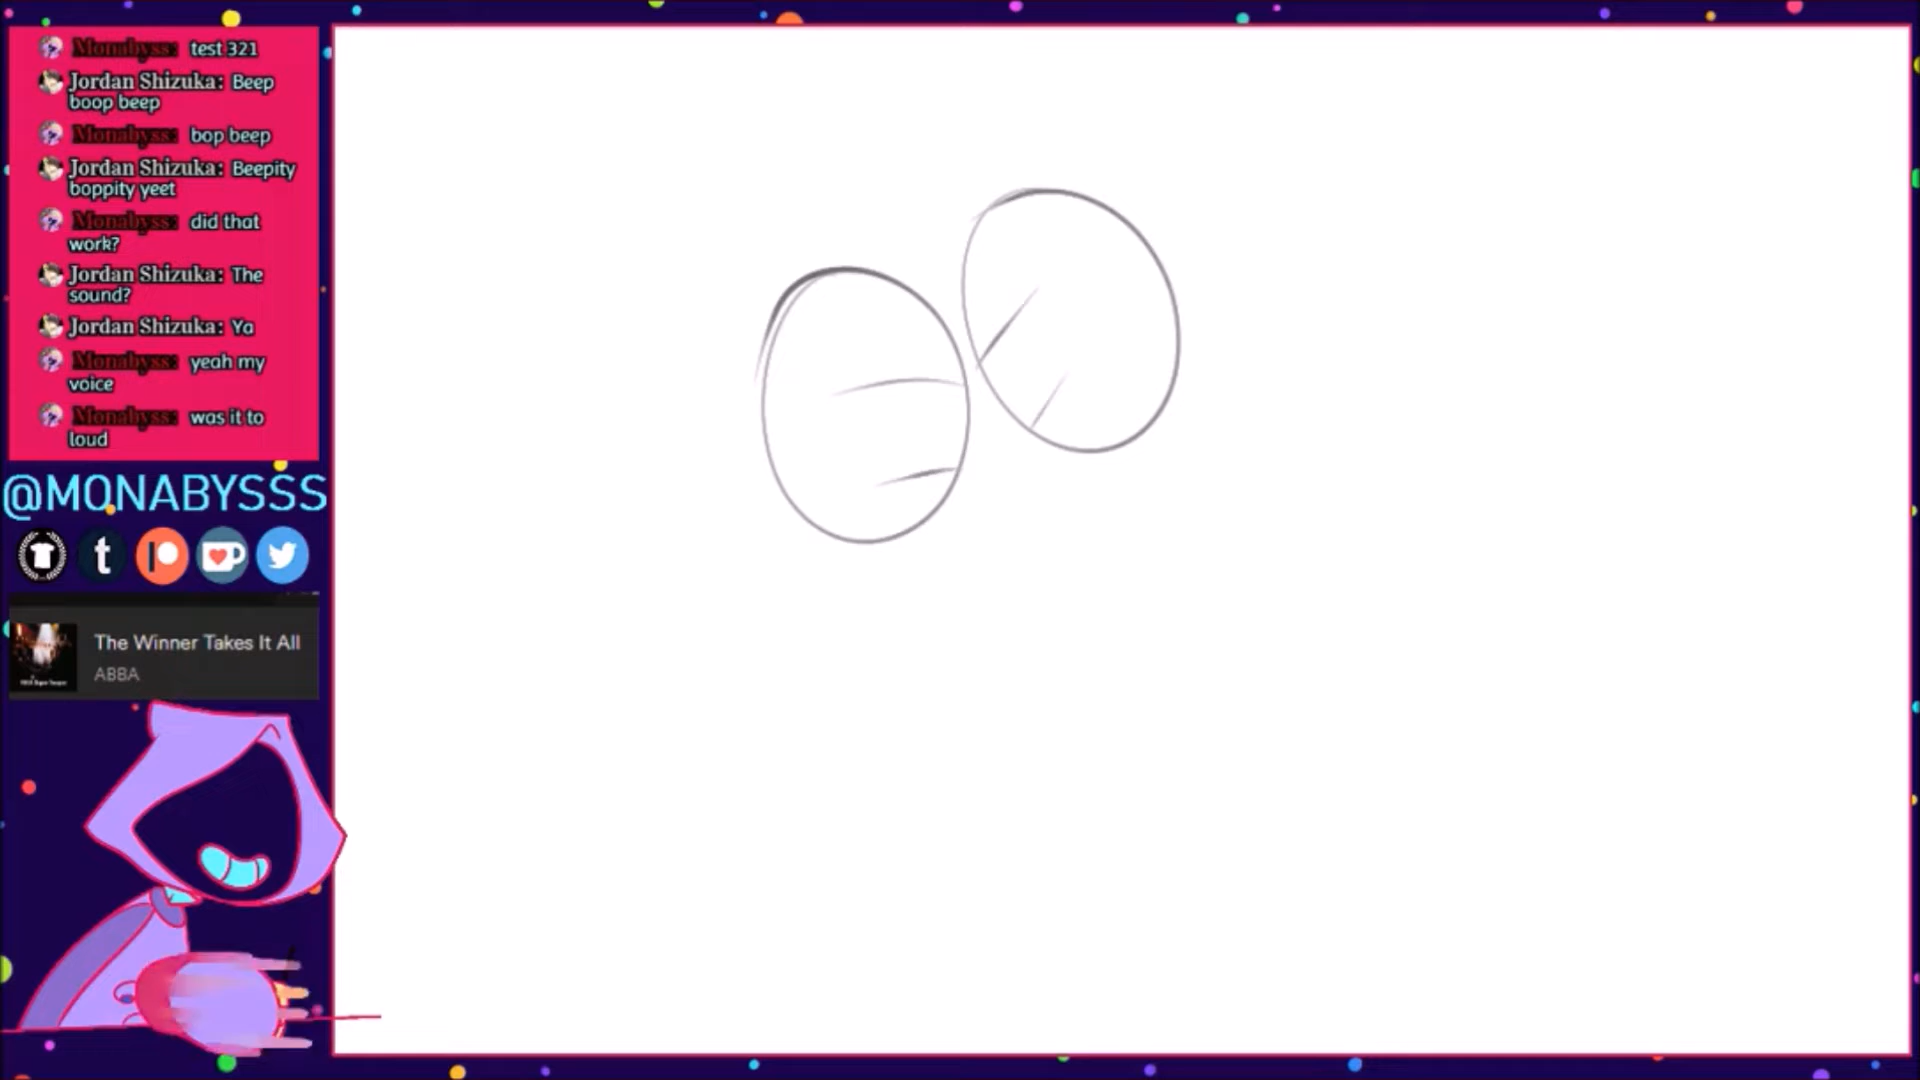 Monabyss: test 321
Jordan Shizuka: Beep
boop beep
Monabyss: bop beep
Jordan Shizuka: Beepity
boppity yeet
Monabyss: did that
work?
Jordan Shizuka: The
sound?
Jordan Shizuka: Ya
Monabyss: yeah my
voice
Monabyss: was it to
loud
@MONABYSSS
t
The Winner Takes It All
ABBA